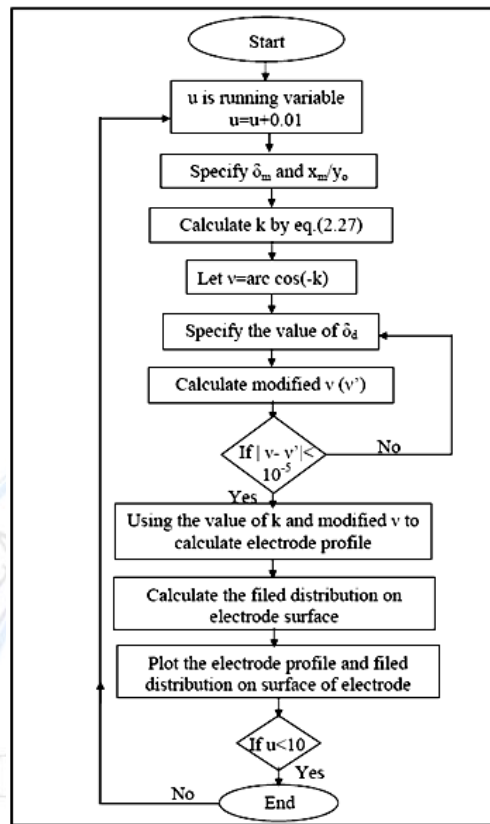 Start
u is running variable
u=u+0.01
Specify δm and xm/yo
Calculate k by eq.(2.27)
Let v=arc cos(-k)
Specify the value of δd
Calculate modified v (v’)
If | v- v’|<
10-5
No
Yes
Using the value of k and modified v to
calculate electrode profile
Calculate the filed distribution on
electrode surface
Plot the electrode profile and filed
distribution on surface of electrode
If u<10
Yes
No
End